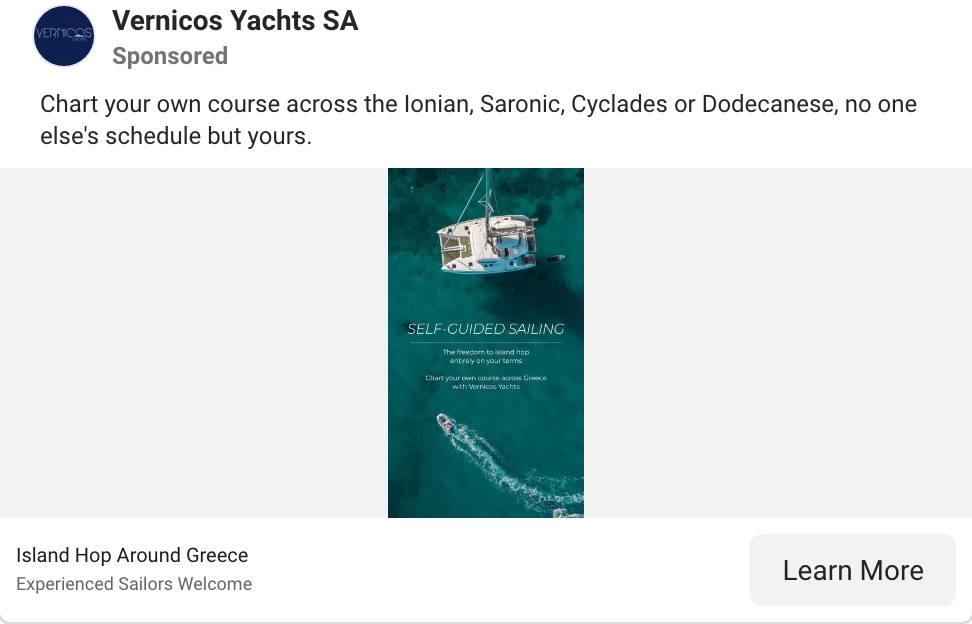 VERNICOS
Vernicos Yachts SA
Sponsored
Chart your own course across the Ionian, Saronic, Cyclades or Dodecanese, no one
else's schedule but yours.
SELF-GUIDED SAILING
The freedom to island hop
entirely on your terms
Chart your own course across Greece
with Vernicos Yachts
Island Hop Around Greece
Experienced Sailors Welcome
Learn More